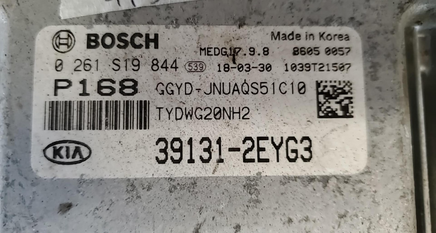 BOSCH
Made in Korea
MEDG17.9.8 8605 0057
0 261 S19 844 539 18-03-30 1039T21507
P168 GGYD-JNUAQS51C10
TYDWG20NH2
KIA 39131-2EYG3